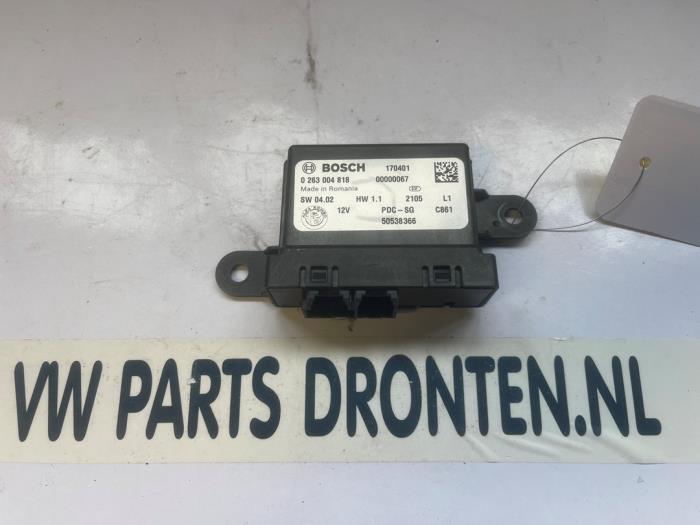 BOSCH 170401
0 263 004 818 00000067
Made in Romania
SW 04.02 HW 1.1 2105 L1
12V PDC-SG C861
50538366
VW PARTS DRONTEN.NL